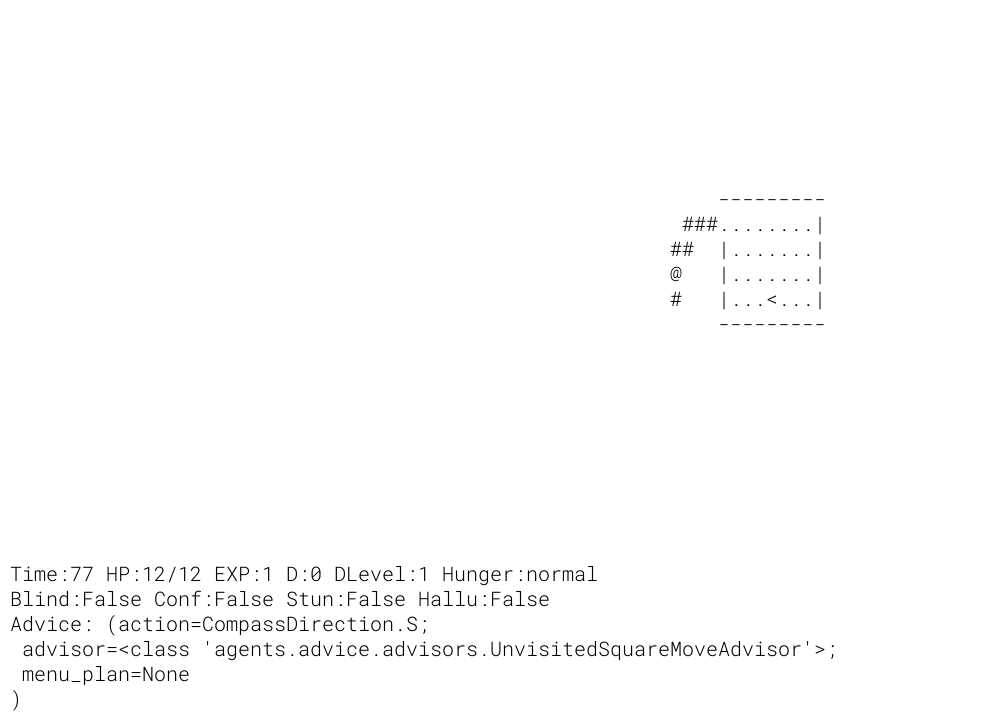 ---------
###........|
## |.......|
@ |.......|
# |...<...|
---------
Time:77 HP:12/12 EXP:1 D:0 DLevel:1 Hunger:normal
Blind:False Conf:False Stun:False Hallu:False
Advice: (action=CompassDirection.S;
advisor=<class 'agents.advice.advisors.UnvisitedSquareMoveAdvisor'>;
menu_plan=None
)